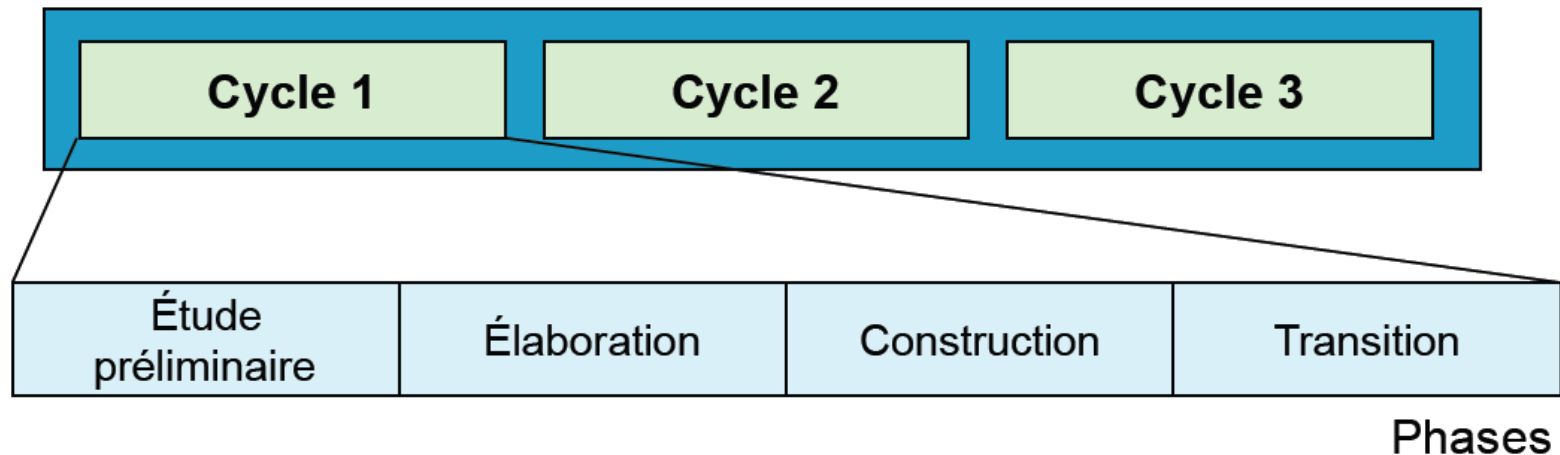 Cycle 1
Cycle 2
Cycle 3
Étude
préliminaire
Élaboration
Construction
Transition
Phases